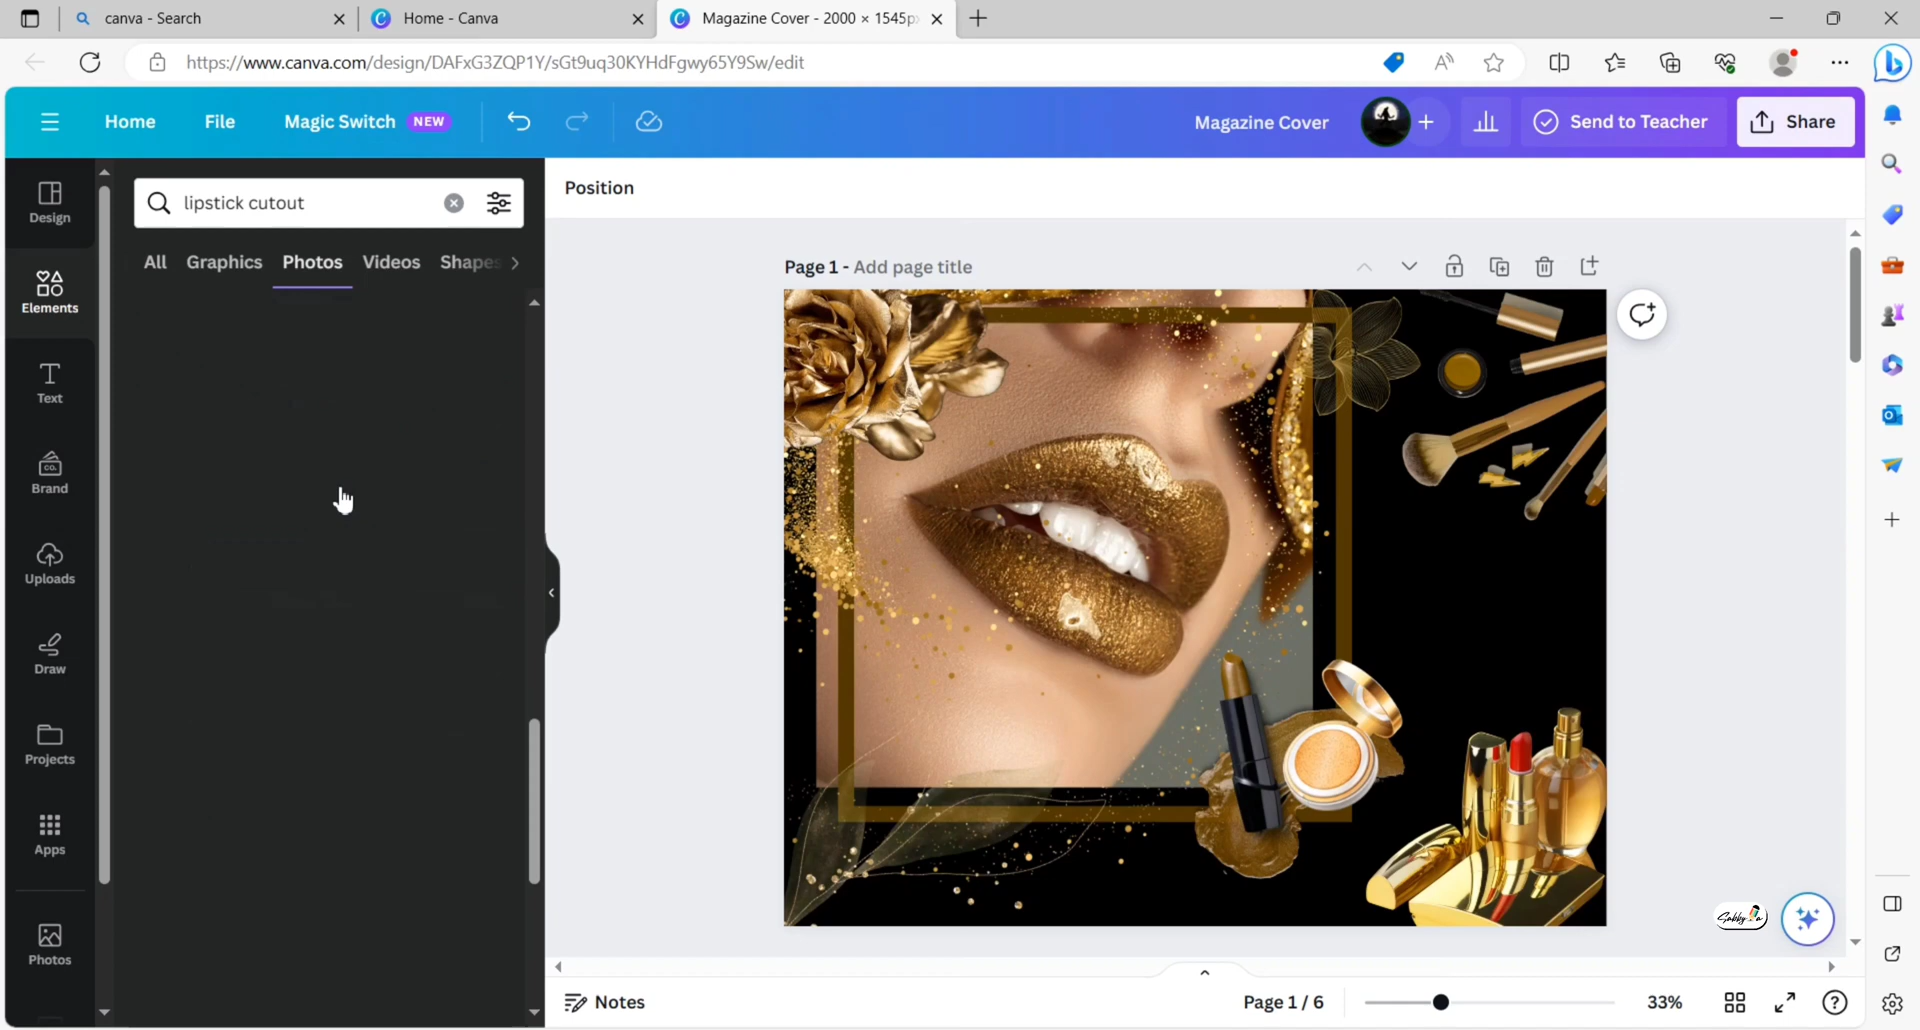 canva - Search
Home - Canva
Magazine Cover - 2000 × 1545p
https://www.canva.com/design/DAFxG3ZQP1Y/sGt9uq30KYHdFgwy65Y9Sw/edit
Home
File
Magic Switch NEW
Magazine Cover
Send to Teacher
Share
Design
Elements
Text
Brand
Uploads
Draw
Projects
Apps
Photos
CO.
lipstick cutout
All
Graphics
Photos
Videos
Shapes
Position
Page 1 - Add page title
Notes
Page 1 / 6
33%